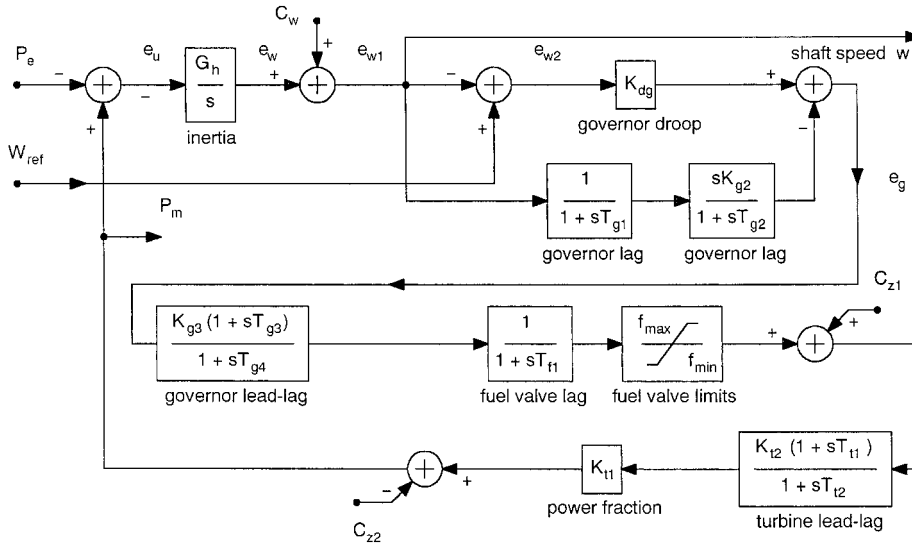 C_w
P_e
e_u
G_h
s
inertia
e_w
e_w1
e_w2
K_dg
governor droop
shaft speed w
W_ref
P_m
1
1 + sT_g1
governor lag
sK_g2
1 + sT_g2
governor lag
e_g
C_z1
K_g3 (1 + sT_g3)
1 + sT_g4
governor lead-lag
1
1 + sT_f1
fuel valve lag
f_max
f_min
fuel valve limits
C_z2
K_t1
power fraction
K_t2 (1 + sT_t1)
1 + sT_t2
turbine lead-lag